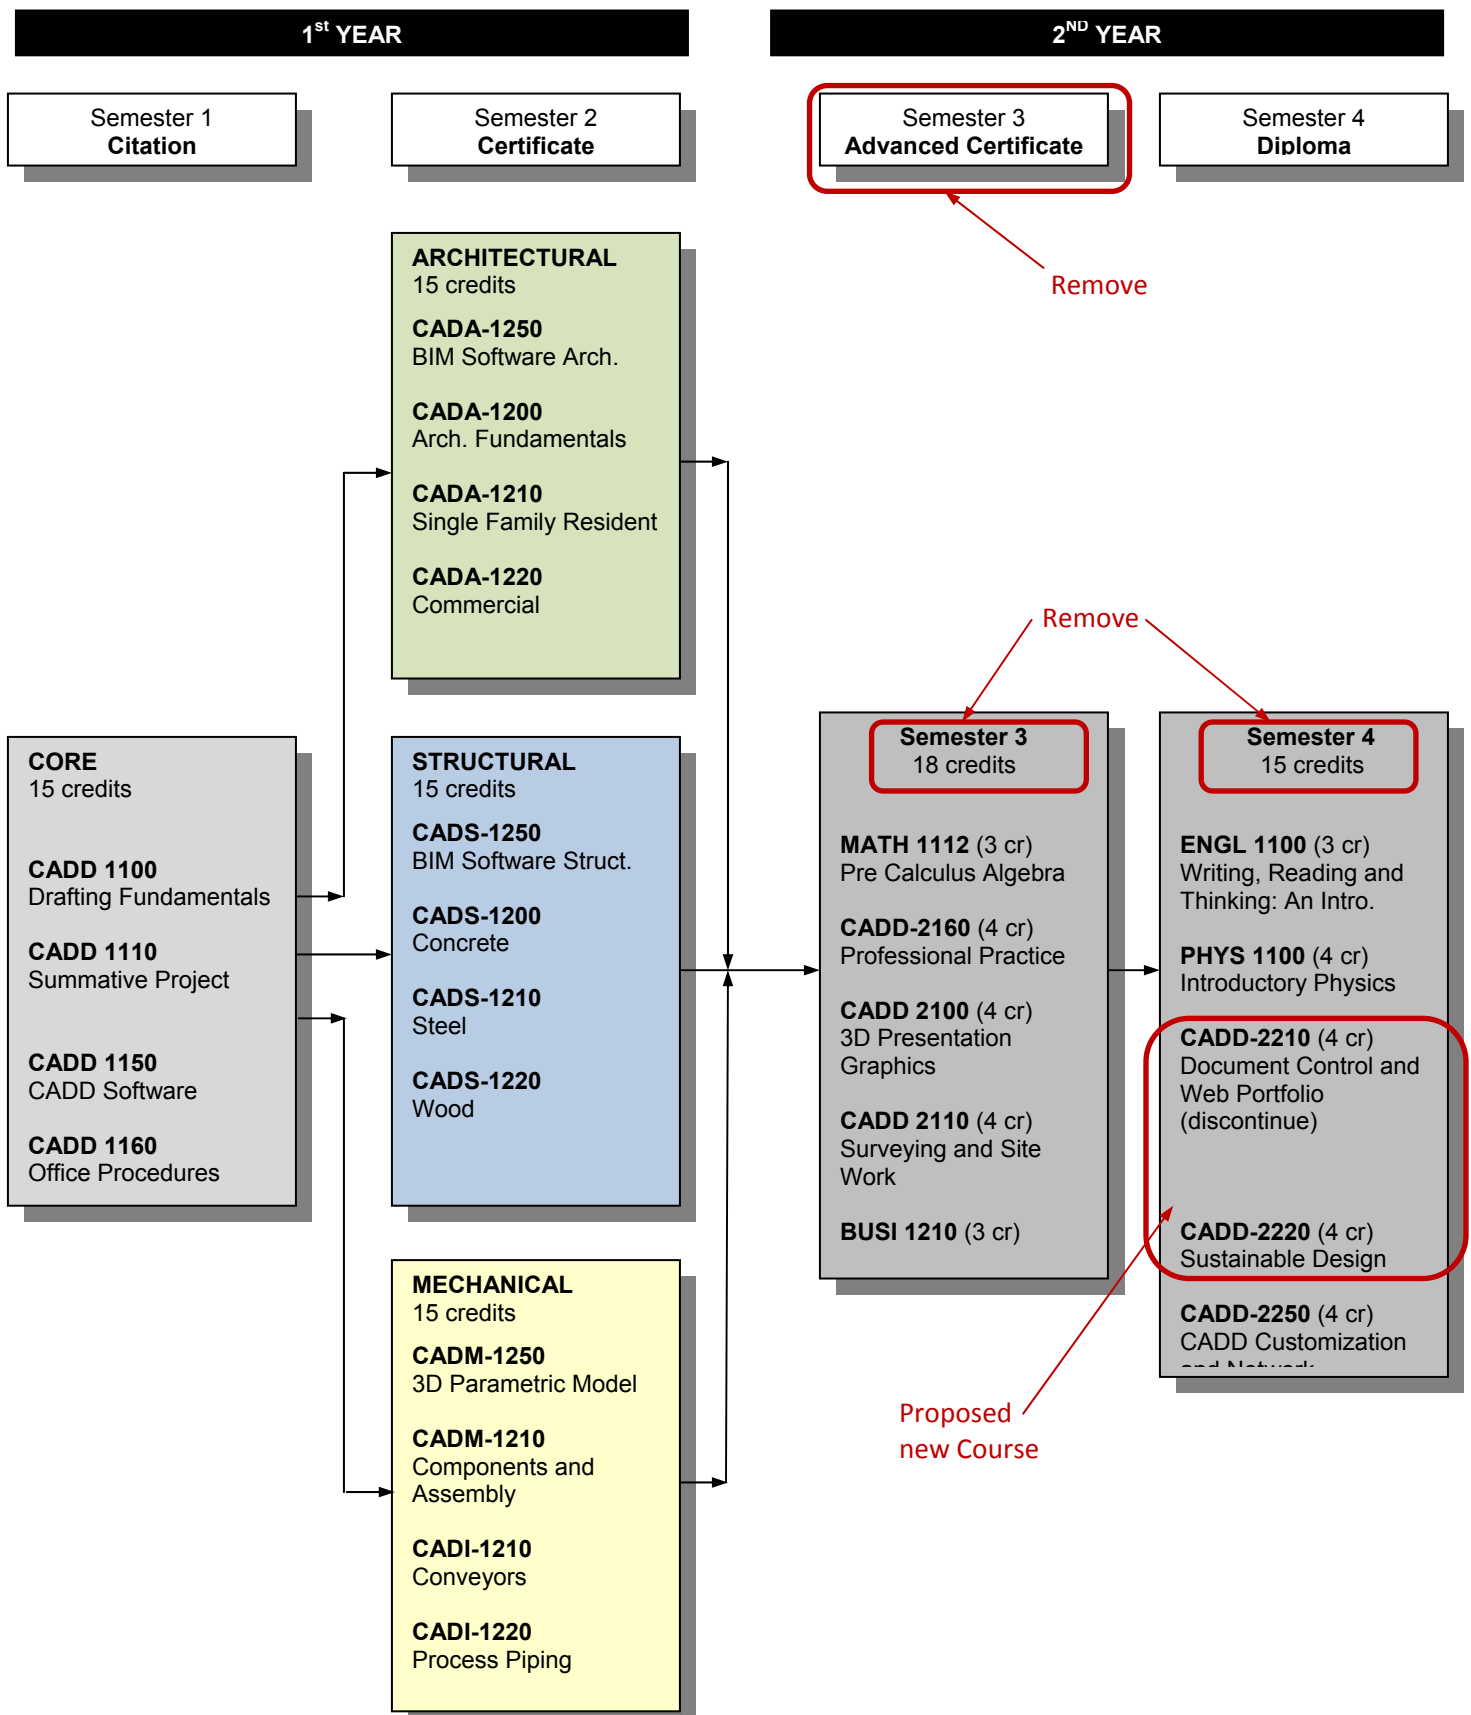 1st YEAR
2ND YEAR
Semester 1
Citation
Semester 2
Certificate
Semester 3
Advanced Certificate
Semester 4
Diploma
Remove
ARCHITECTURAL
15 credits
CADA-1250
BIM Software Arch.
CADA-1200
Arch. Fundamentals
CADA-1210
Single Family Resident
CADA-1220
Commercial
Remove
CORE
15 credits
CADD 1100
Drafting Fundamentals
CADD 1110
Summative Project
CADD 1150
CADD Software
CADD 1160
Office Procedures
STRUCTURAL
15 credits
CADS-1250
BIM Software Struct.
CADS-1200
Concrete
CADS-1210
Steel
CADS-1220
Wood
MECHANICAL
15 credits
CADM-1250
3D Parametric Model
CADM-1210
Components and
Assembly
CADI-1210
Conveyors
CADI-1220
Process Piping
Semester 3
18 credits
MATH 1112 (3 cr)
Pre Calculus Algebra
CADD-2160 (4 cr)
Professional Practice
CADD 2100 (4 cr)
3D Presentation
Graphics
CADD 2110 (4 cr)
Surveying and Site
Work
BUSI 1210 (3 cr)
Semester 4
15 credits
ENGL 1100 (3 cr)
Writing, Reading and
Thinking: An Intro.
PHYS 1100 (4 cr)
Introductory Physics
CADD-2210 (4 cr)
Document Control and
Web Portfolio
(discontinue)
CADD-2220 (4 cr)
Sustainable Design
CADD-2250 (4 cr)
CADD Customization
and Network
Proposed
new Course